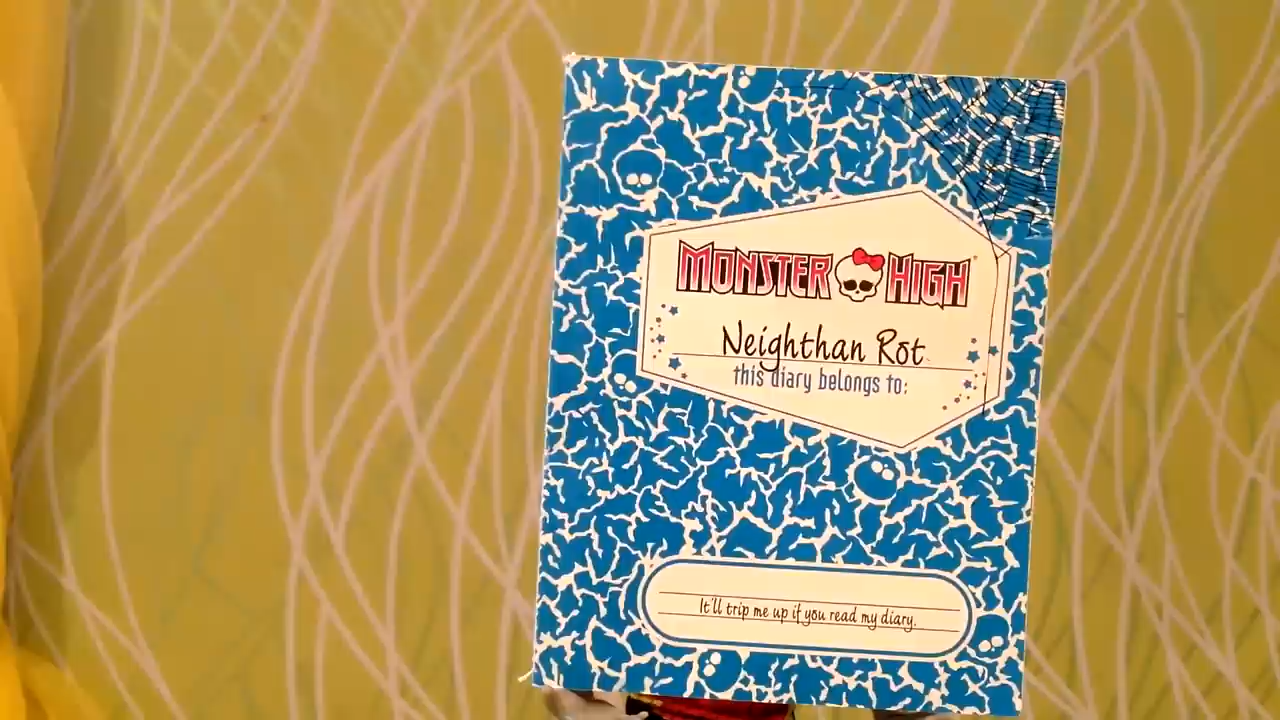 MONSTER HIGH
Neighthan Rot
this diary belongs to:
It'll trip me up if you read my diary.